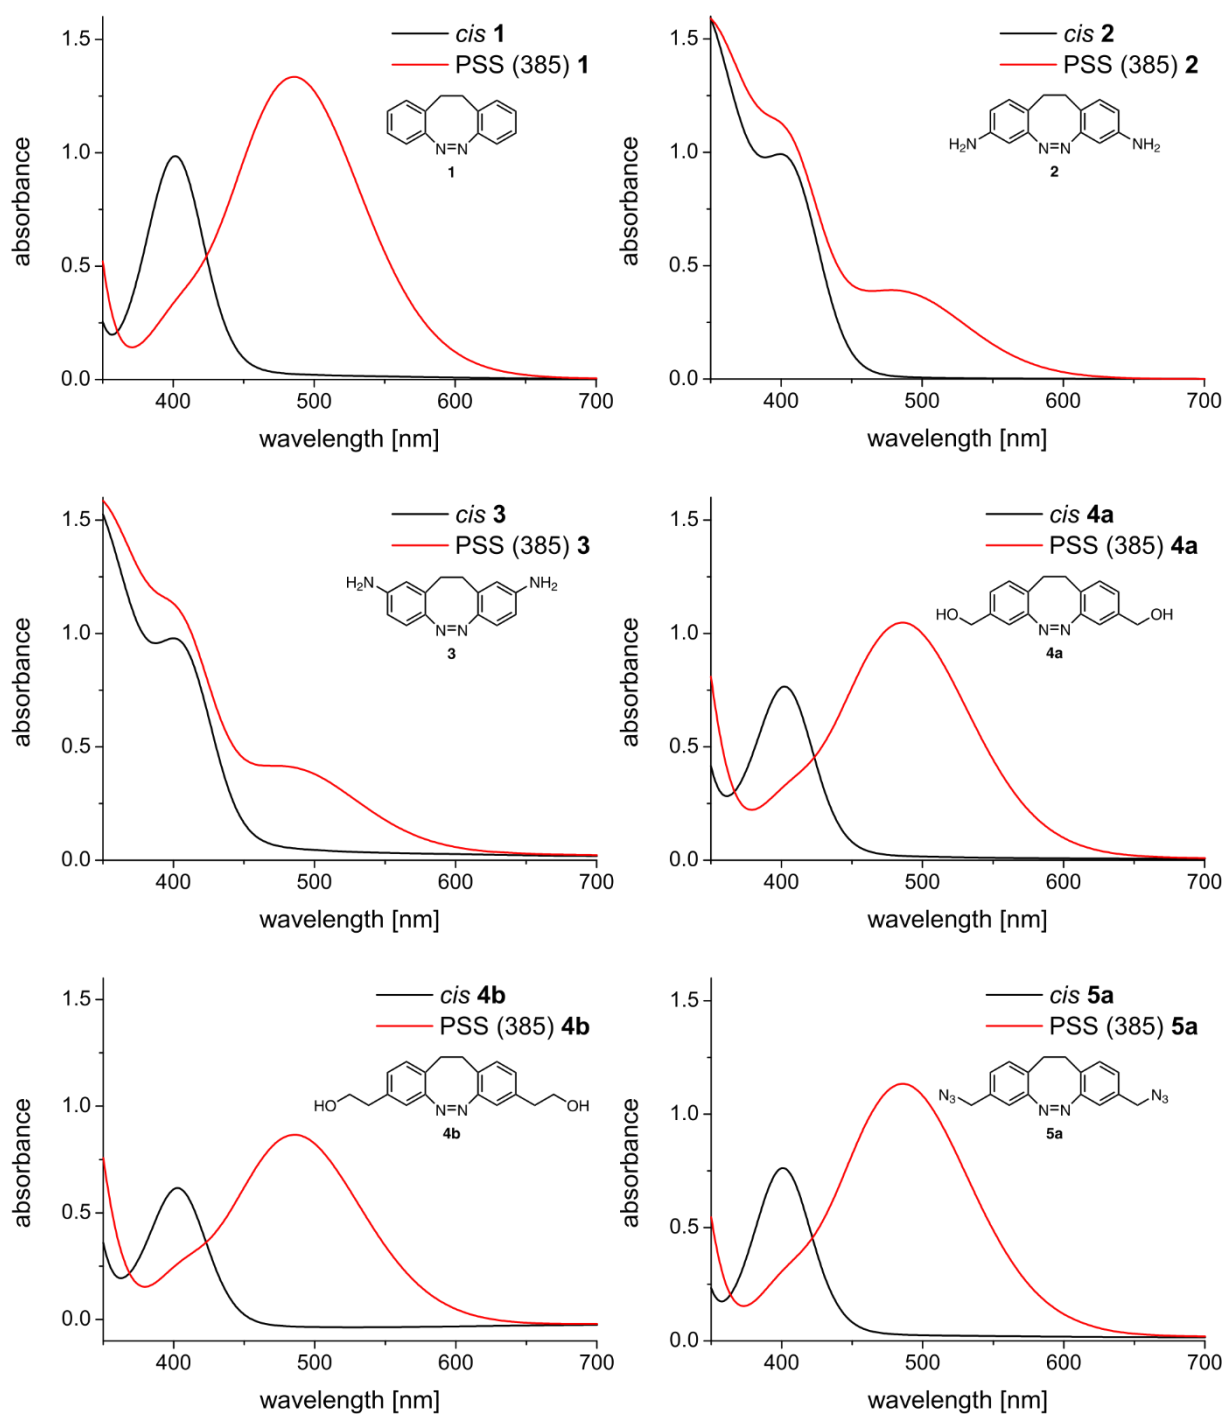 cis 1
PSS (385) 1
N=N
1
absorbance
1.5
1.0
0.5
0.0
400
500
600
700
wavelength [nm]
cis 2
PSS (385) 2
NH₂
N=N
NH₂
2
absorbance
1.5
1.0
0.5
0.0
400
500
600
700
wavelength [nm]
cis 3
PSS (385) 3
H₂N
NH₂
N=N
3
absorbance
1.5
1.0
0.5
0.0
400
500
600
700
wavelength [nm]
cis 4a
PSS (385) 4a
HO
N=N
OH
4a
absorbance
1.5
1.0
0.5
0.0
400
500
600
700
wavelength [nm]
cis 4b
PSS (385) 4b
HO
N=N
OH
4b
absorbance
1.5
1.0
0.5
0.0
400
500
600
700
wavelength [nm]
cis 5a
PSS (385) 5a
N₃
N=N
N₃
5a
absorbance
1.5
1.0
0.5
0.0
400
500
600
700
wavelength [nm]